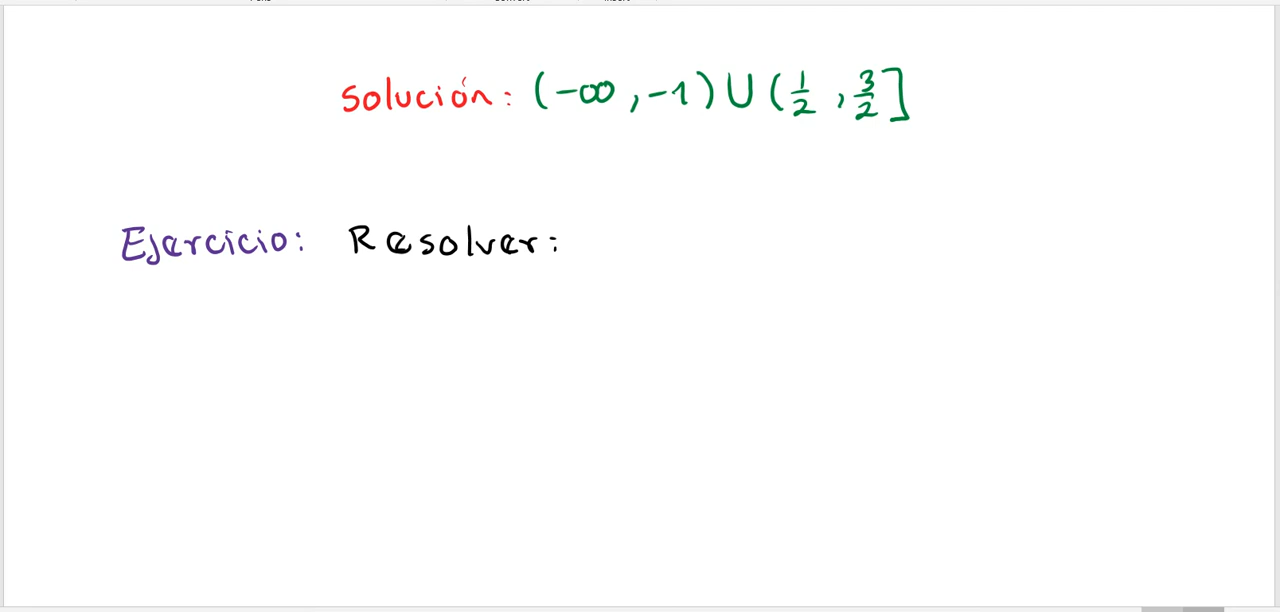 Solución: (-∞, -1) ∪ (1/2, 3/2]
Ejercicio: Resolver: